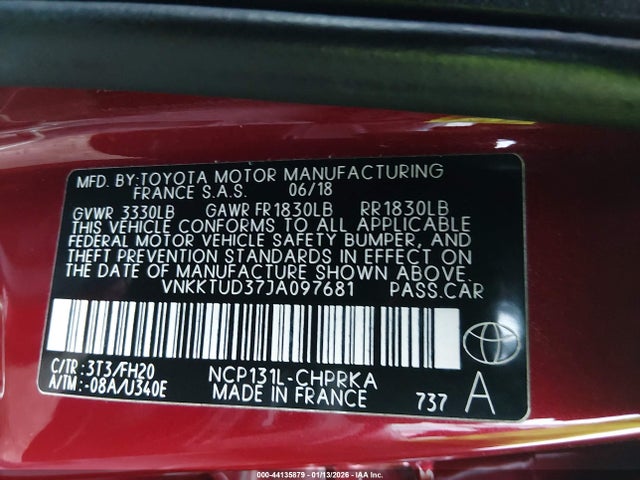 MFD. BY:TOYOTA MOTOR MANUFACTURING
FRANCE S.A.S. 06/18
GVWR 3330LB GAWR FR1830LB RR1830LB
THIS VEHICLE CONFORMS TO ALL APPLICABLE
FEDERAL MOTOR VEHICLE SAFETY BUMPER, AND
THEFT PREVENTION STANDARDS IN EFFECT ON
THE DATE OF MANUFACTURE SHOWN ABOVE.
VNKKTUD37JA097681 PASS.CAR
C/TR: 3T3/FH20 NCP131L-CHPRKA
A/TM: -08A/U340E MADE IN FRANCE 737 A
000-44135879 | 01/13/2026 | IAA Inc.